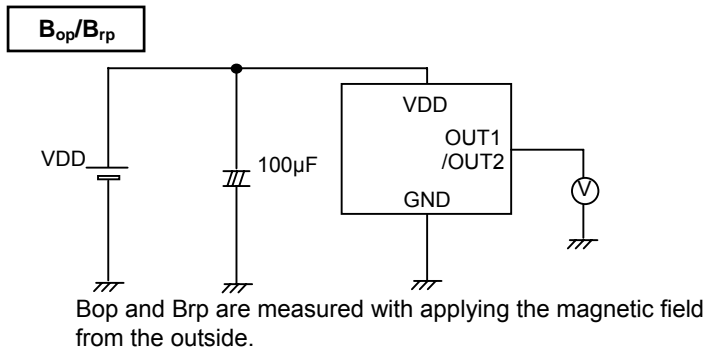 Bop/Brp
VDD
VDD
OUT1
/OUT2
100µF
GND
V
Bop and Brp are measured with applying the magnetic field
from the outside.